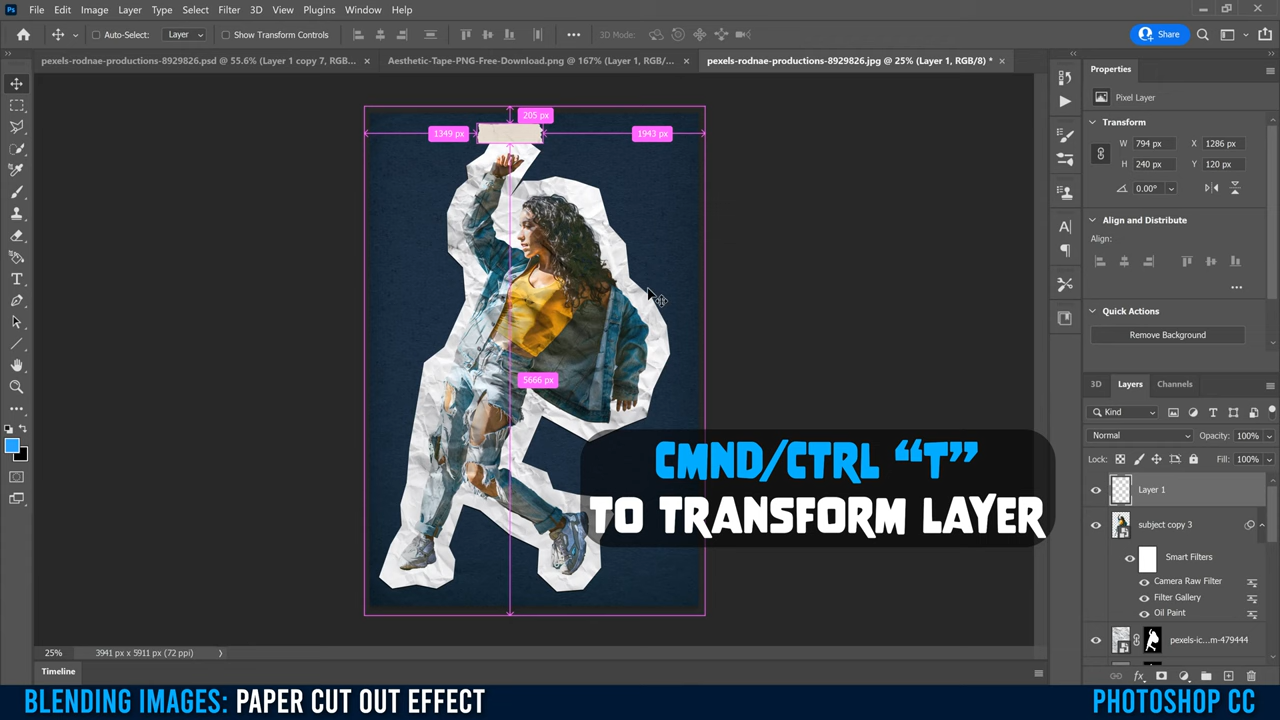 Ps File Edit Image Layer Type Select Filter 3D View Plugins Window Help
Auto-Select: Layer Show Transform Controls 3D Mode: Share
pexels-rodnae-productions-8929826.psd @ 55.6% (Layer 1 copy 7, RGB... × Aesthetic-Tape-PNG-Free-Download.png @ 167% (Layer 1, RGB/... × pexels-rodnae-productions-8929826.jpg @ 25% (Layer 1, RGB/8) * ×
Properties
Pixel Layer
Transform
W 794 px X 1286 px
H 240 px Y 120 px
0.00°
Align and Distribute
Align:
Quick Actions
Remove Background
205 px
1349 px 1943 px
5666 px
CMND/CTRL “T”
TO TRANSFORM LAYER
3D Layers Channels
Kind
Normal Opacity: 100%
Lock: Fill: 100%
Layer 1
subject copy 3
Smart Filters
Camera Raw Filter
Filter Gallery
Oil Paint
pexels-ic...m-479444
25% 3941 px x 5911 px (72 ppi)
Timeline
BLENDING IMAGES: PAPER CUT OUT EFFECT PHOTOSHOP CC